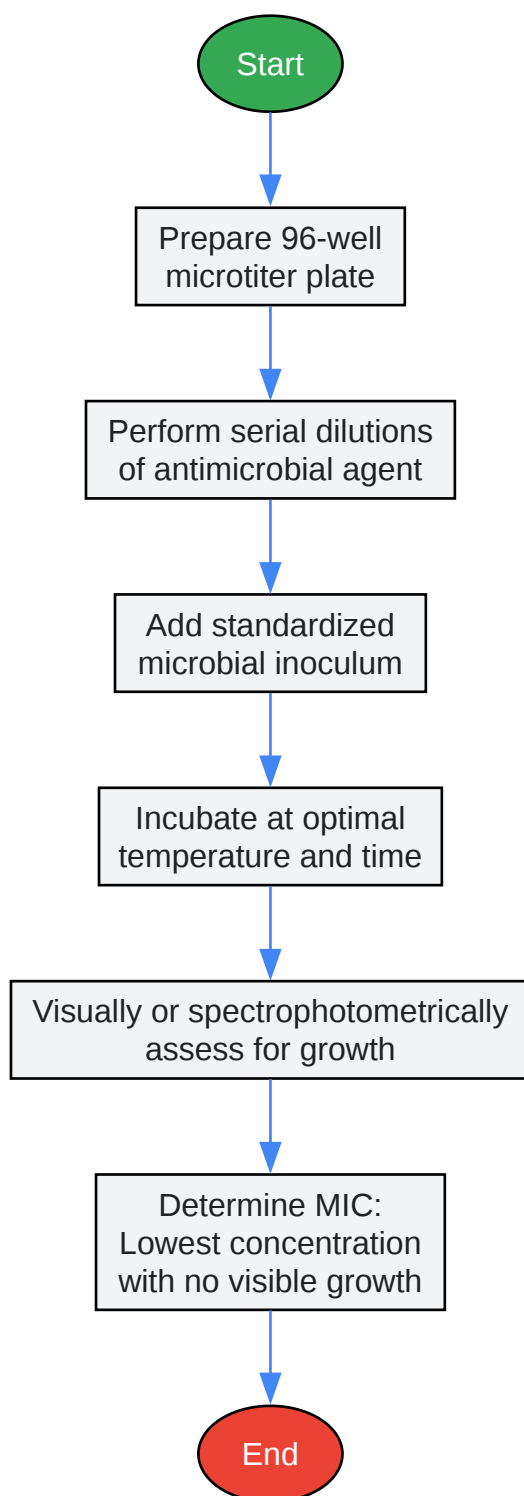 Start
Prepare 96-well
microtiter plate
Perform serial dilutions
of antimicrobial agent
Add standardized
microbial inoculum
Incubate at optimal
temperature and time
Visually or spectrophotometrically
assess for growth
Determine MIC:
Lowest concentration
with no visible growth
End